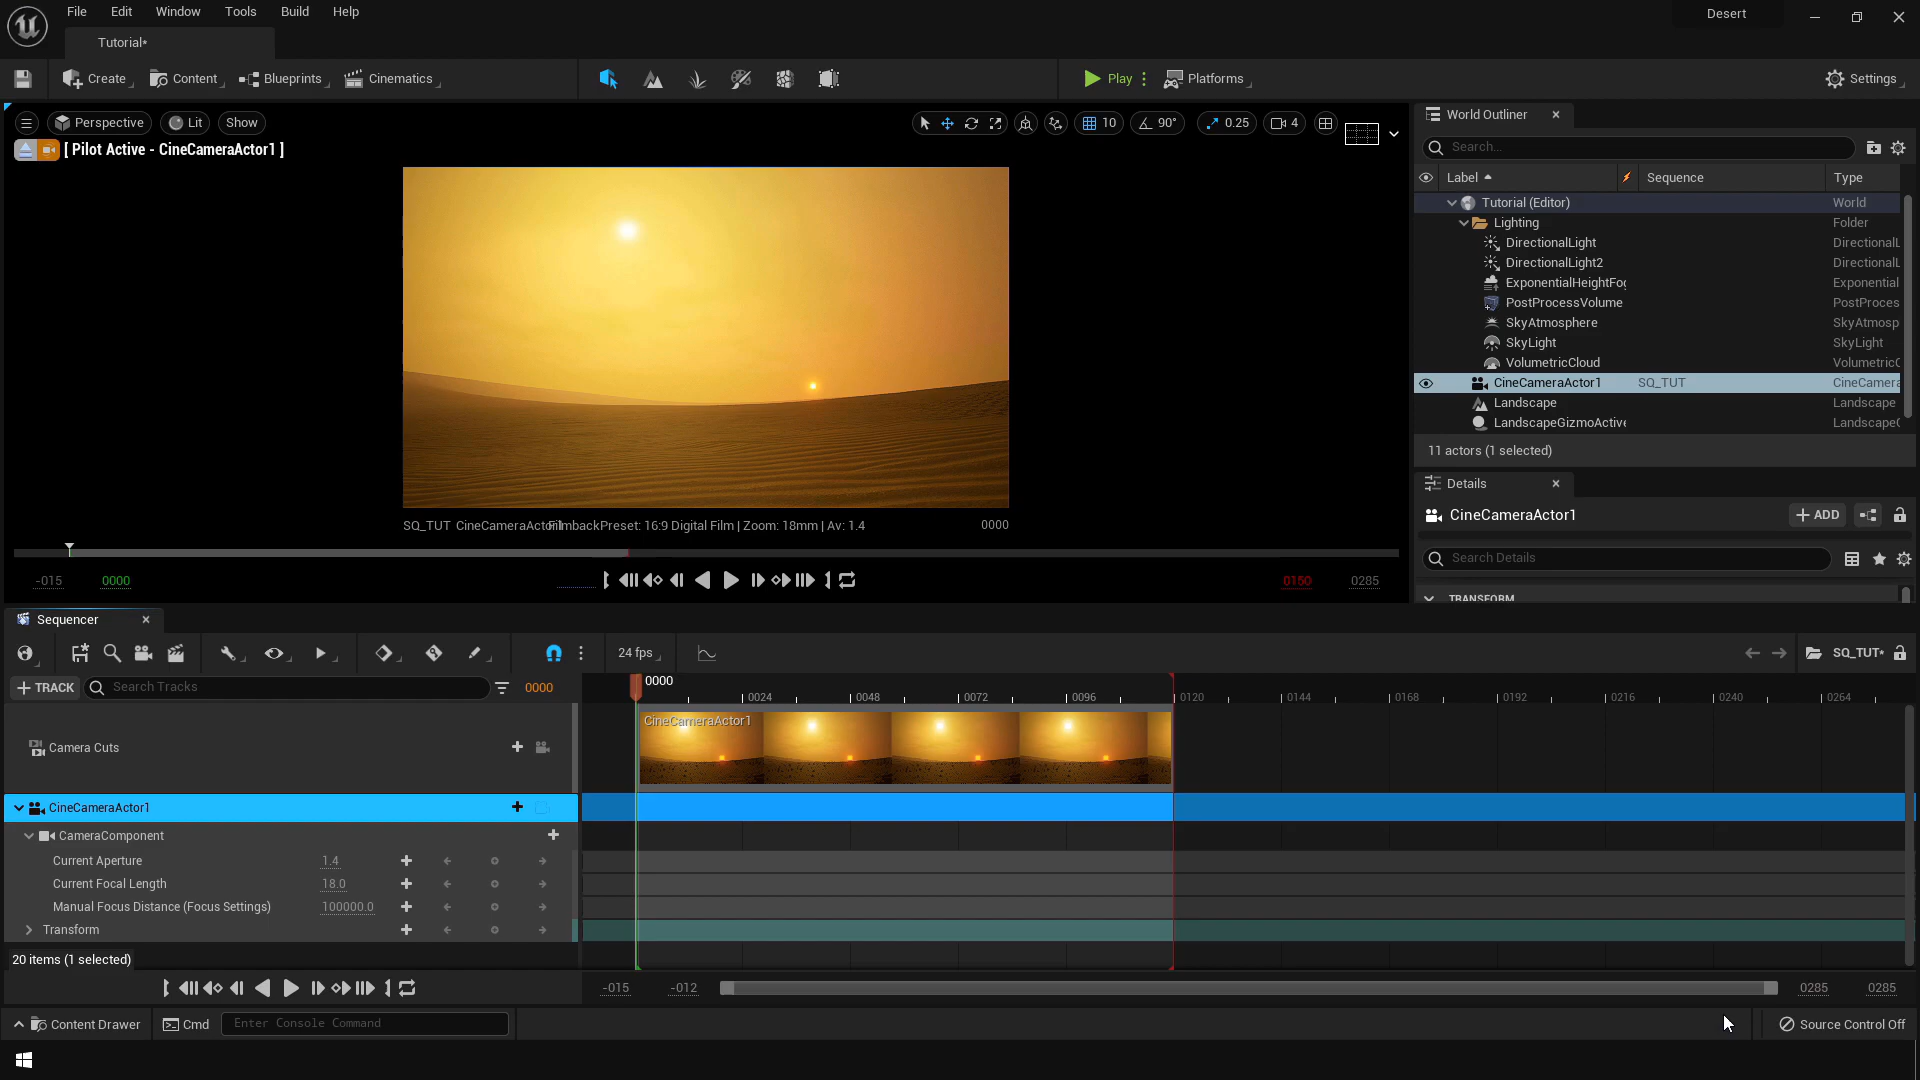 File Edit Window Tools Build Help
Desert
Tutorial*
Create Content Blueprints Cinematics Play Platforms Settings
Perspective Lit Show 10 90° 0.25 4
[ Pilot Active - CineCameraActor1 ]
SQ_TUT CineCameraActor1 FilmbackPreset: 16:9 Digital Film | Zoom: 18mm | Av: 1.4 0000
-015 0000 0150 0285
World Outliner
Search...
Label Sequence Type
Tutorial (Editor) World
Lighting Folder
DirectionalLight DirectionalL
DirectionalLight2 DirectionalL
ExponentialHeightFog Exponential
PostProcessVolume PostProces
SkyAtmosphere SkyAtmosp
SkyLight SkyLight
VolumetricCloud VolumetricC
CineCameraActor1 SQ_TUT CineCamera
Landscape Landscape
LandscapeGizmoActive LandscapeG
11 actors (1 selected)
Details
CineCameraActor1 ADD
Search Details
TRANSFORM
Sequencer
24 fps SQ_TUT*
TRACK Search Tracks 0000
0000
0024 0048 0072 0096 0120 0144 0168 0192 0216 0240 0264
CineCameraActor1
Camera Cuts
CineCameraActor1
CameraComponent
Current Aperture 1.4
Current Focal Length 18.0
Manual Focus Distance (Focus Settings) 100000.0
Transform
20 items (1 selected)
-015 -012 0285 0285
Content Drawer Cmd Enter Console Command Source Control Off